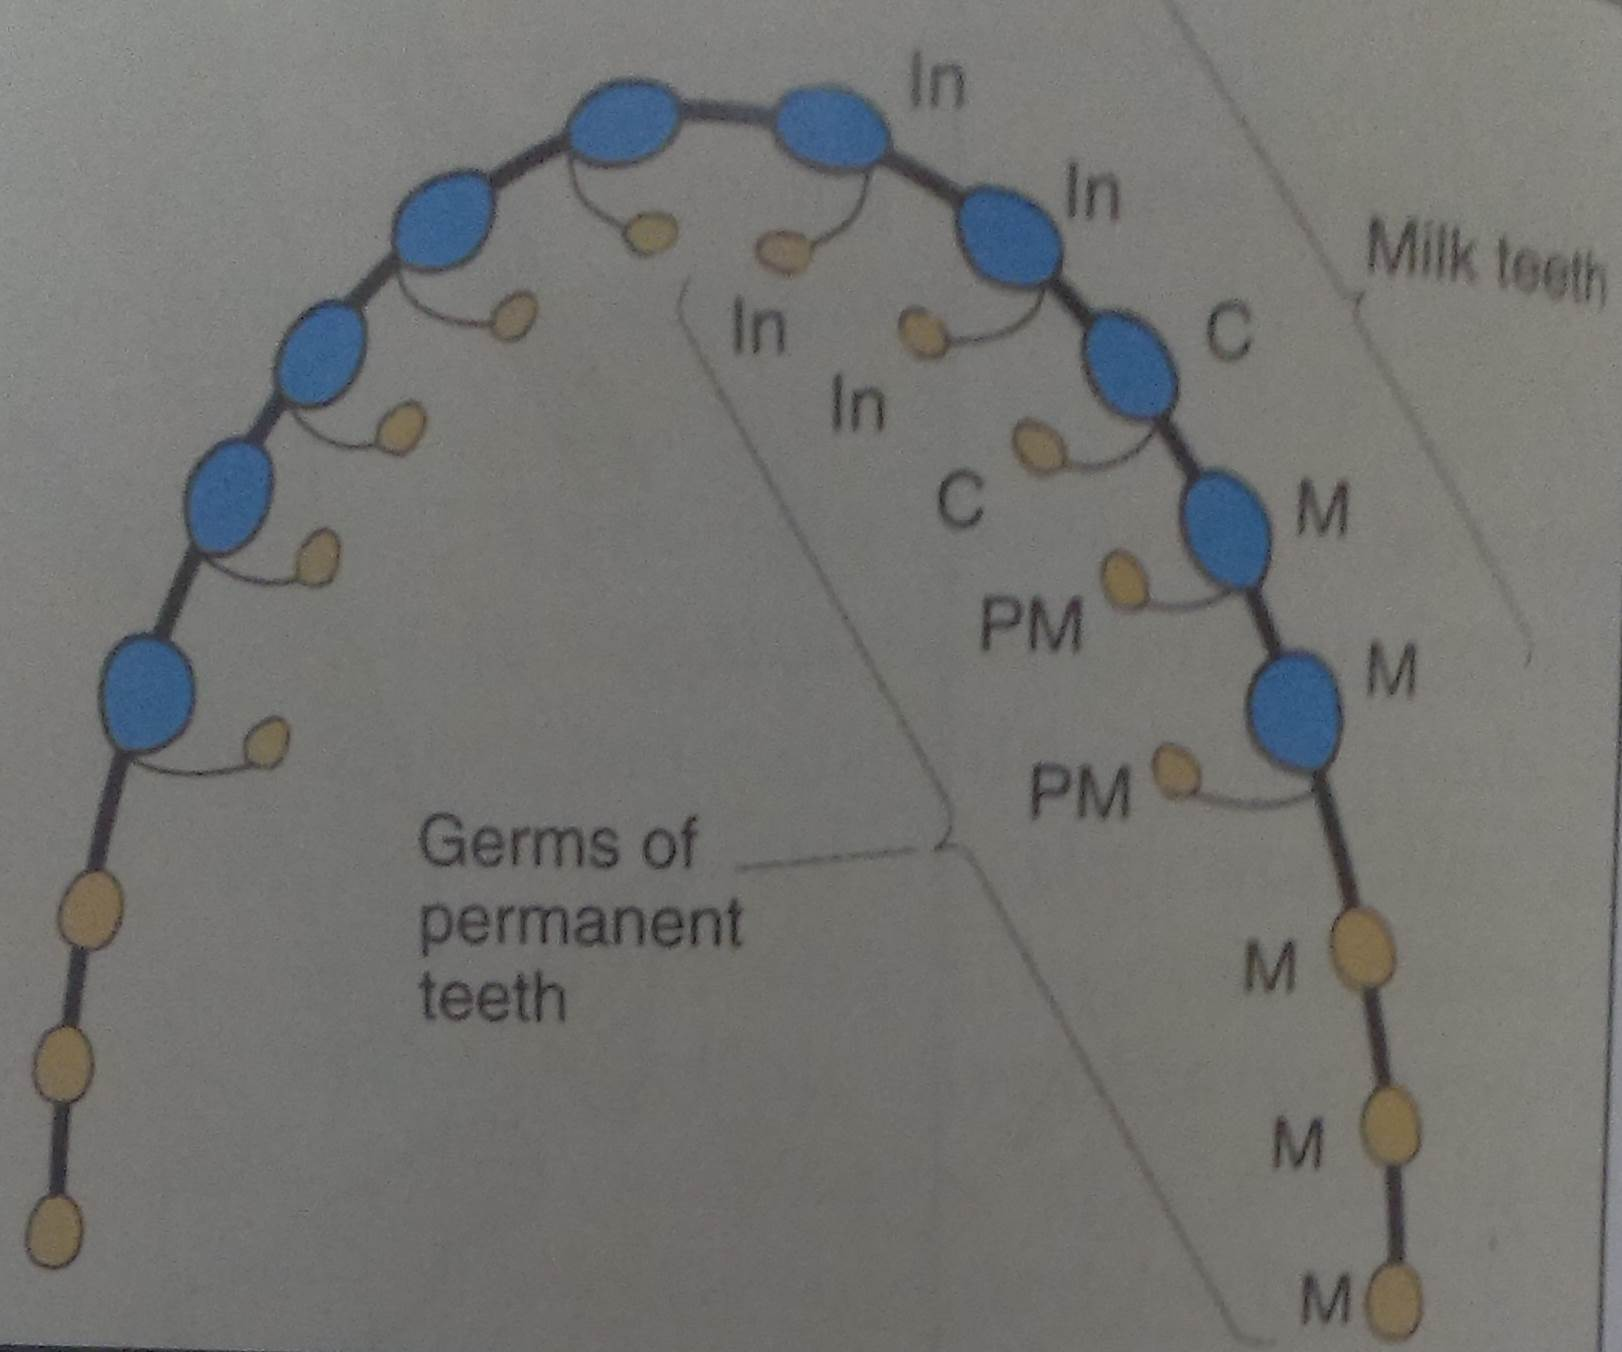 In
In
Milk teeth
C
In
In
C
M
PM
M
PM
Germs of
permanent
teeth
M
M
M